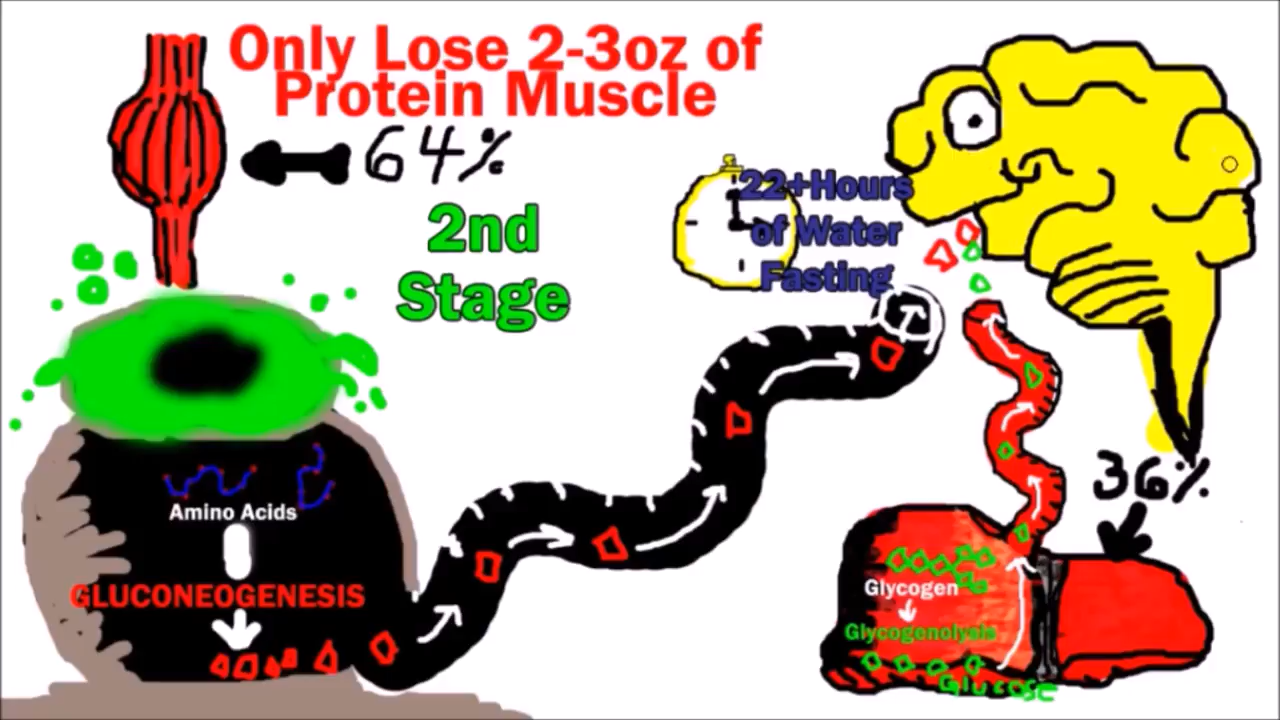 Only Lose 2-3oz of
Protein Muscle
64%
2nd
Stage
22+Hours
of Water
Fasting
36%
Amino Acids
GLUCONEOGENESIS
Glycogen
Glycogenolysis
Glucose